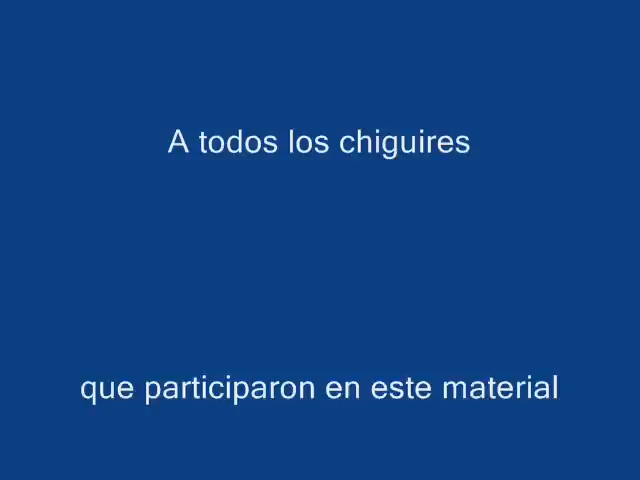 A todos los chiguires
que participaron en este material